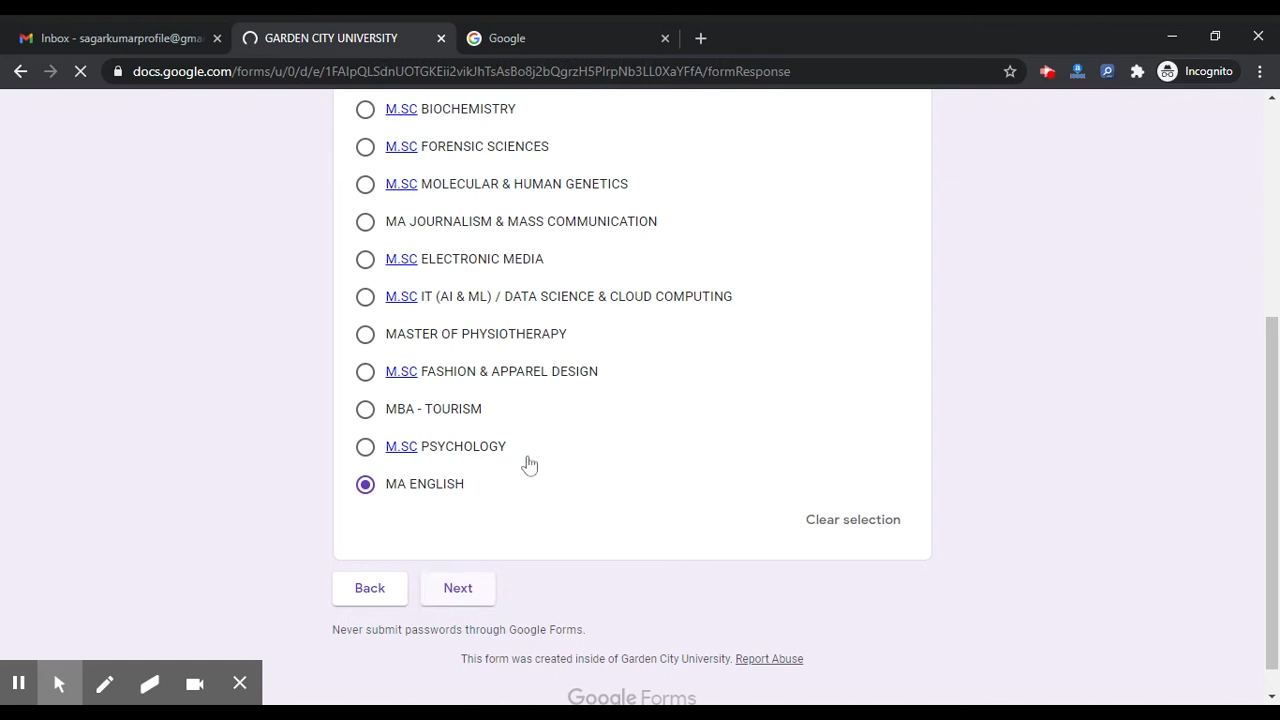 Inbox - sagarkumarprofile@gma
GARDEN CITY UNIVERSITY
Google
docs.google.com/forms/u/0/d/e/1FAIpQLSdnUOTGKEii2vikJhTsAsBo8j2bQgrzH5PIrpNb3LL0XaYFfA/formResponse
Incognito
M.SC BIOCHEMISTRY
M.SC FORENSIC SCIENCES
M.SC MOLECULAR & HUMAN GENETICS
MA JOURNALISM & MASS COMMUNICATION
M.SC ELECTRONIC MEDIA
M.SC IT (AI & ML) / DATA SCIENCE & CLOUD COMPUTING
MASTER OF PHYSIOTHERAPY
M.SC FASHION & APPAREL DESIGN
MBA - TOURISM
M.SC PSYCHOLOGY
MA ENGLISH
Clear selection
Back
Next
Never submit passwords through Google Forms.
This form was created inside of Garden City University. Report Abuse
Google Forms